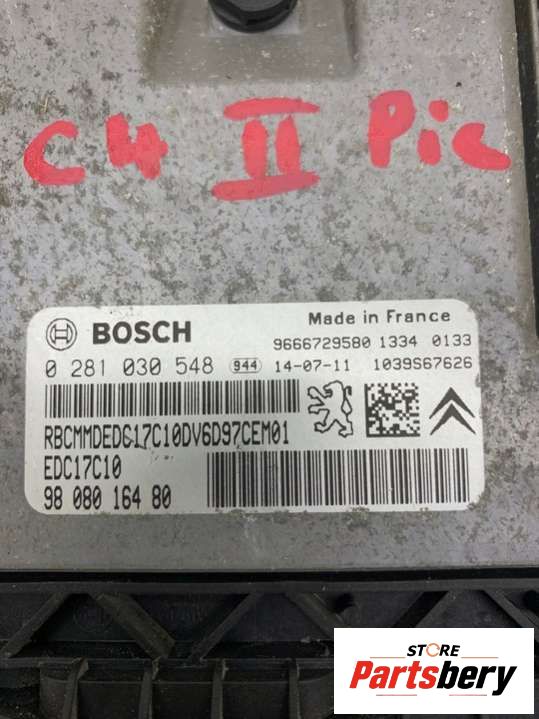 C4 II Pic
BOSCH
Made in France
9666729580 1334 0133
0 281 030 548 944 14-07-11 1039S67626
RBCMMDEDG17C10DV6D97CEM01
EDC17C10
98 080 164 80
STORE
Partsbery